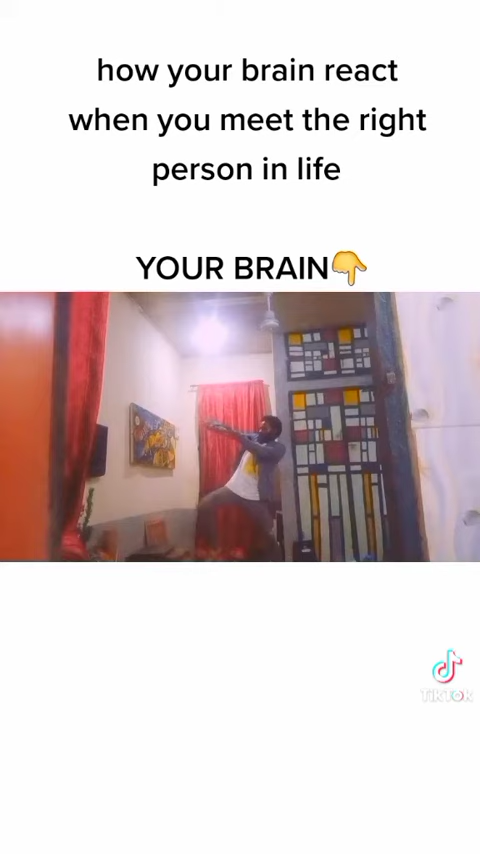 how your brain react
when you meet the right
person in life
YOUR BRAIN👇
TikTok